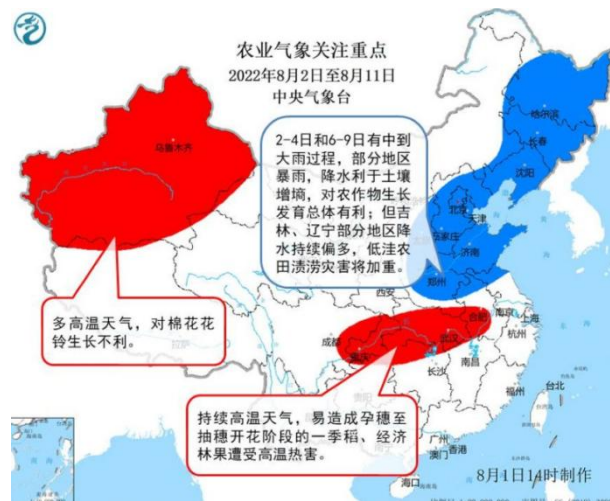 农业气象关注重点
2022年8月2日至8月11日
中央气象台
2-4日和6-9日有中到
大雨过程，部分地区
暴雨，降水利于土壤
增墒，对农作物生长
发育总体有利；但吉
林、辽宁部分地区降
水持续偏多，低洼农
田渍涝灾害将加重。
哈尔滨
长春
乌鲁木齐
沈阳
北京
天津
石家庄
济南
郑州
西安
多高温天气，对棉花花
铃生长不利。
拉萨
成都
重庆
武汉
合肥
南京
上海
杭州
长沙
南昌
持续高温天气，易造成孕穗至
抽穗开花阶段的一季稻、经济
林果遭受高温热害。
福州
台北
广州
澳门
香港
海口
8月1日14时制作